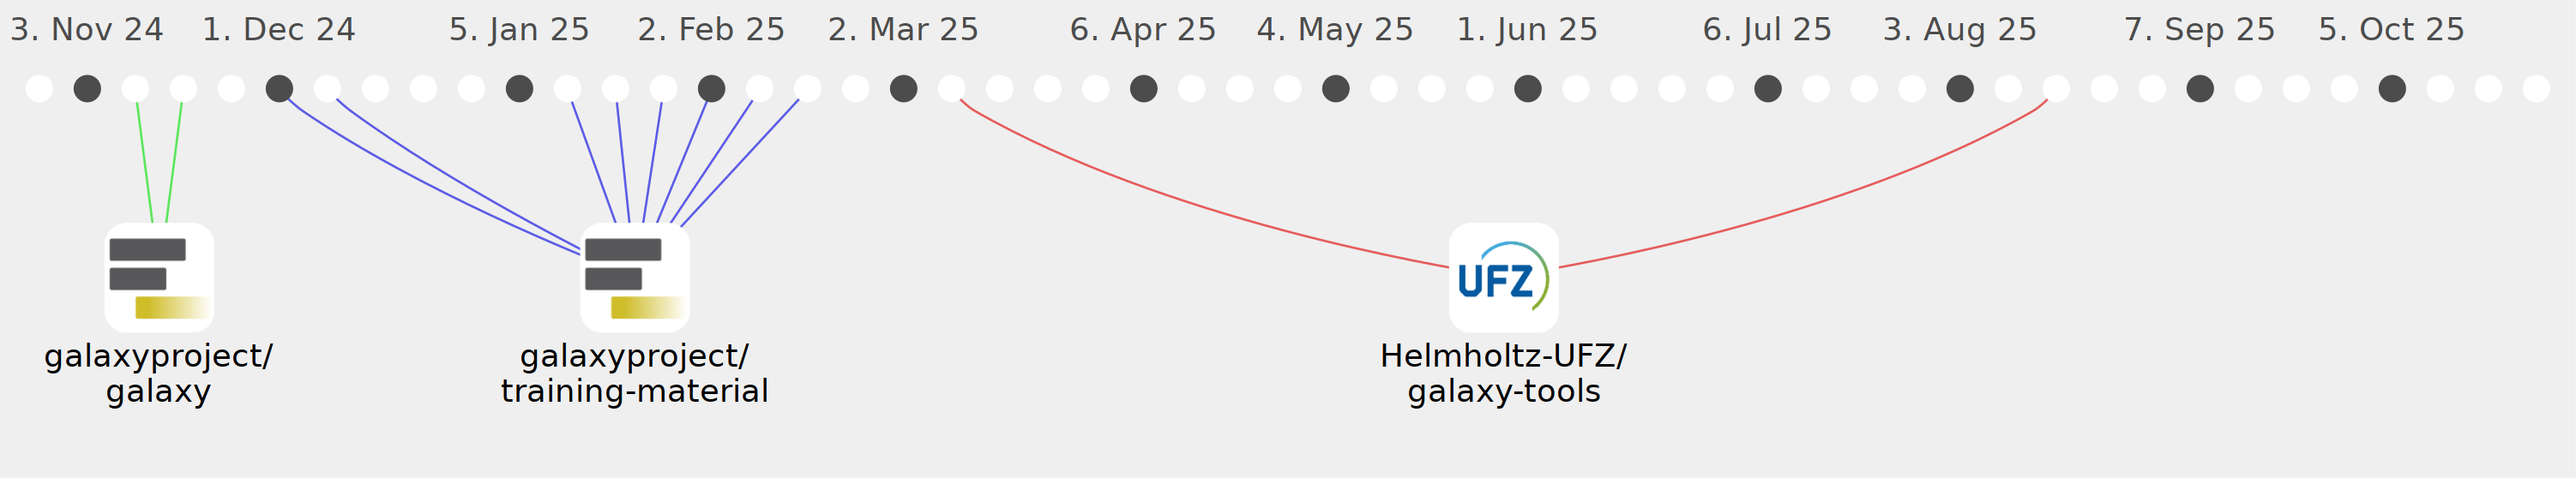 3. Nov 24 1. Dec 24 5. Jan 25 2. Feb 25 2. Mar 25 6. Apr 25 4. May 25 1. Jun 25 6. Jul 25 3. Aug 25 7. Sep 25 5. Oct 25
UFZ
galaxyproject/
galaxy
galaxyproject/
training-material
Helmholtz-UFZ/
galaxy-tools